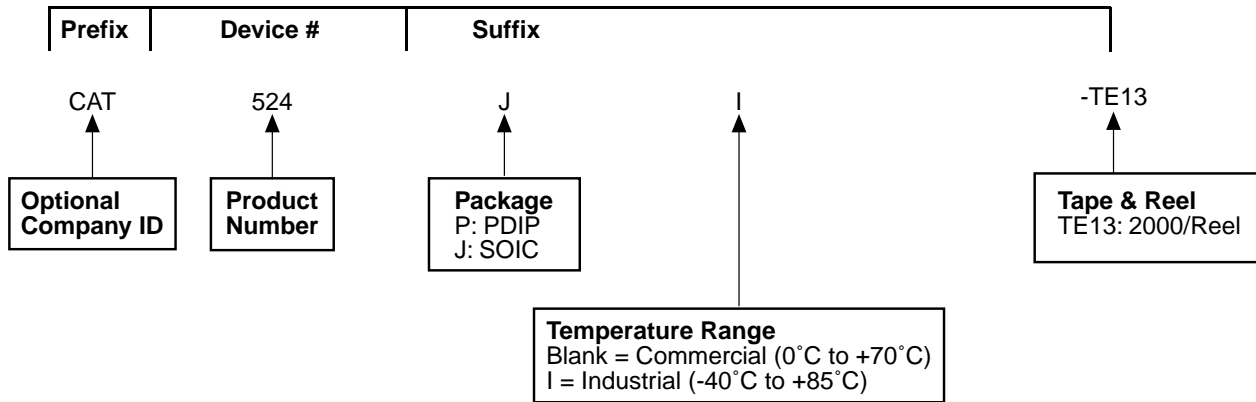 Prefix Device # Suffix
CAT 524 J I -TE13
Optional
Company ID
Product
Number
Package
P: PDIP
J: SOIC
Tape & Reel
TE13: 2000/Reel
Temperature Range
Blank = Commercial (0˚C to +70˚C)
I = Industrial (-40˚C to +85˚C)